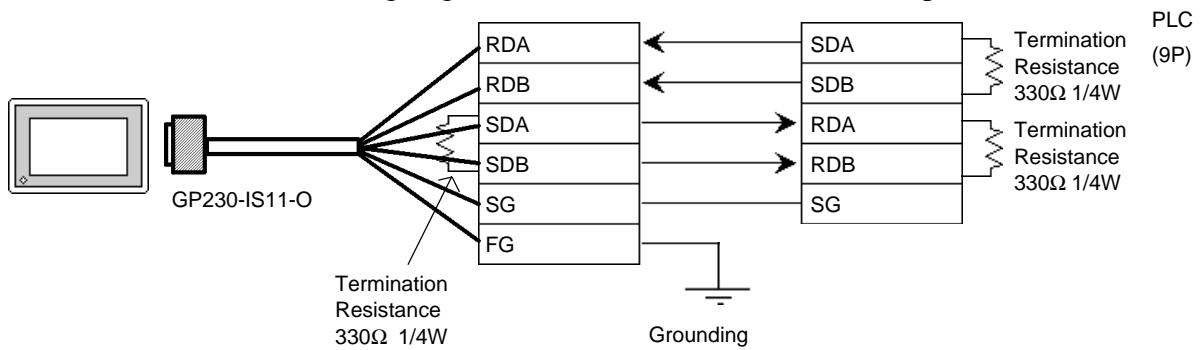 PLC
(9P)
RDA
RDB
SDA
SDB
SG
FG
SDA
SDB
RDA
RDB
SG
Termination
Resistance
330Ω 1/4W
Termination
Resistance
330Ω 1/4W
GP230-IS11-O
Termination
Resistance
330Ω 1/4W
Grounding